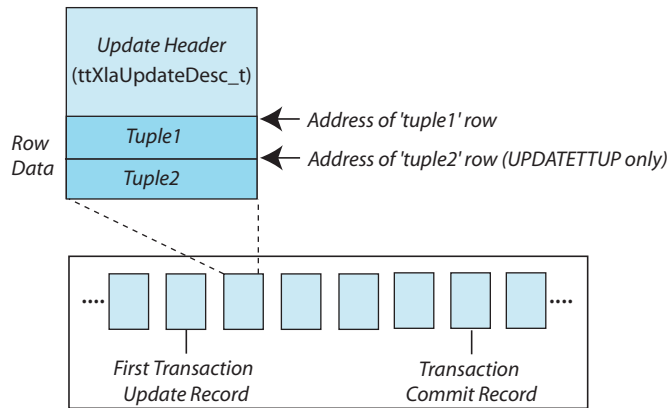 Update Header
(ttXlaUpdateDesc_t)
Address of 'tuple1' row
Row
Data
Tuple1
Address of 'tuple2' row (UPDATETTUP only)
Tuple2
....
....
First Transaction
Update Record
Transaction
Commit Record